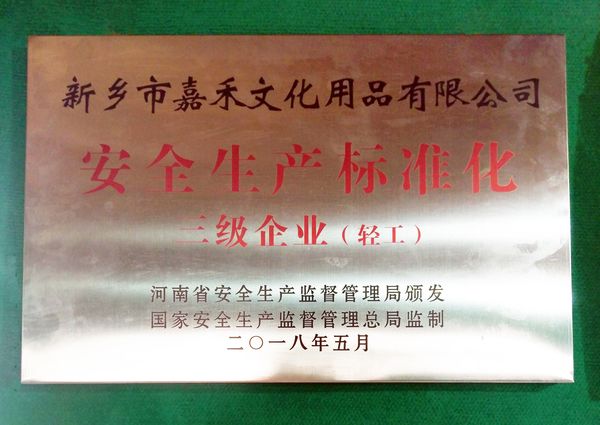 新乡市嘉禾文化用品有限公司
安全生产标准化
三级企业（轻工）
河南省安全生产监督管理局颁发
国家安全生产监督管理总局监制
二〇一八年五月